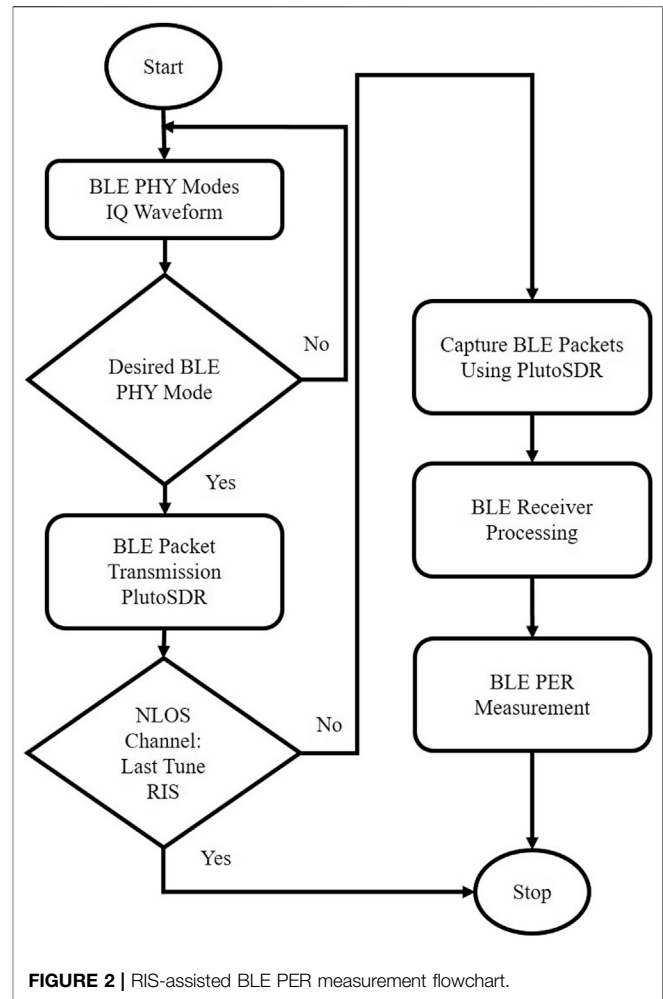 Start
BLE PHY Modes
IQ Waveform
Desired BLE
PHY Mode
No
Yes
BLE Packet
Transmission
PlutoSDR
NLOS
Channel:
Last Tune
RIS
No
Yes
Capture BLE Packets
Using PlutoSDR
BLE Receiver
Processing
BLE PER
Measurement
Stop
FIGURE 2 | RIS-assisted BLE PER measurement flowchart.